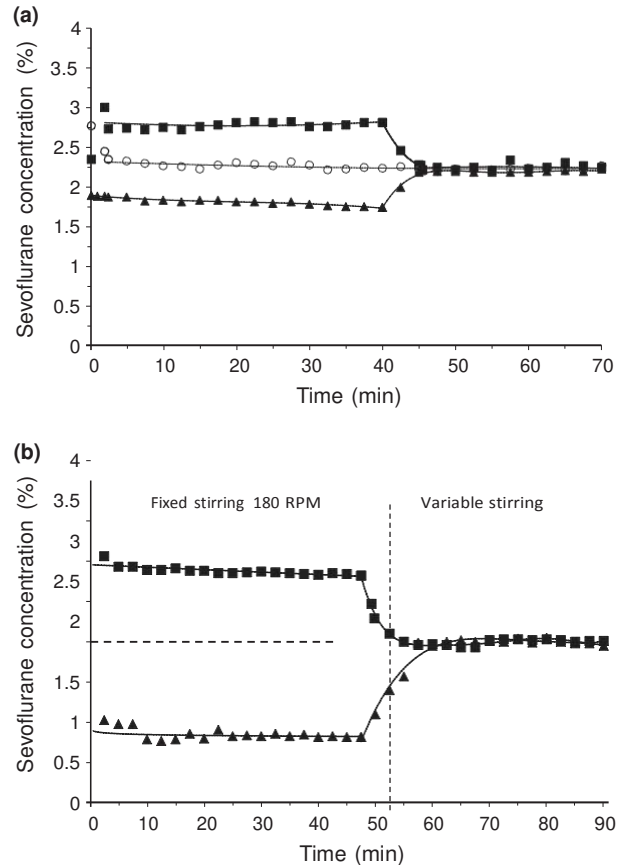 (a)
Sevoflurane concentration (%)
4
3.5
3
2.5
2
1.5
1
0.5
0
0 10 20 30 40 50 60 70
Time (min)
(b)
Sevoflurane concentration (%)
4
3.5
3
2.5
2
1.5
1
0.5
0
Fixed stirring 180 RPM Variable stirring
0 10 20 30 40 50 60 70 80 90
Time (min)